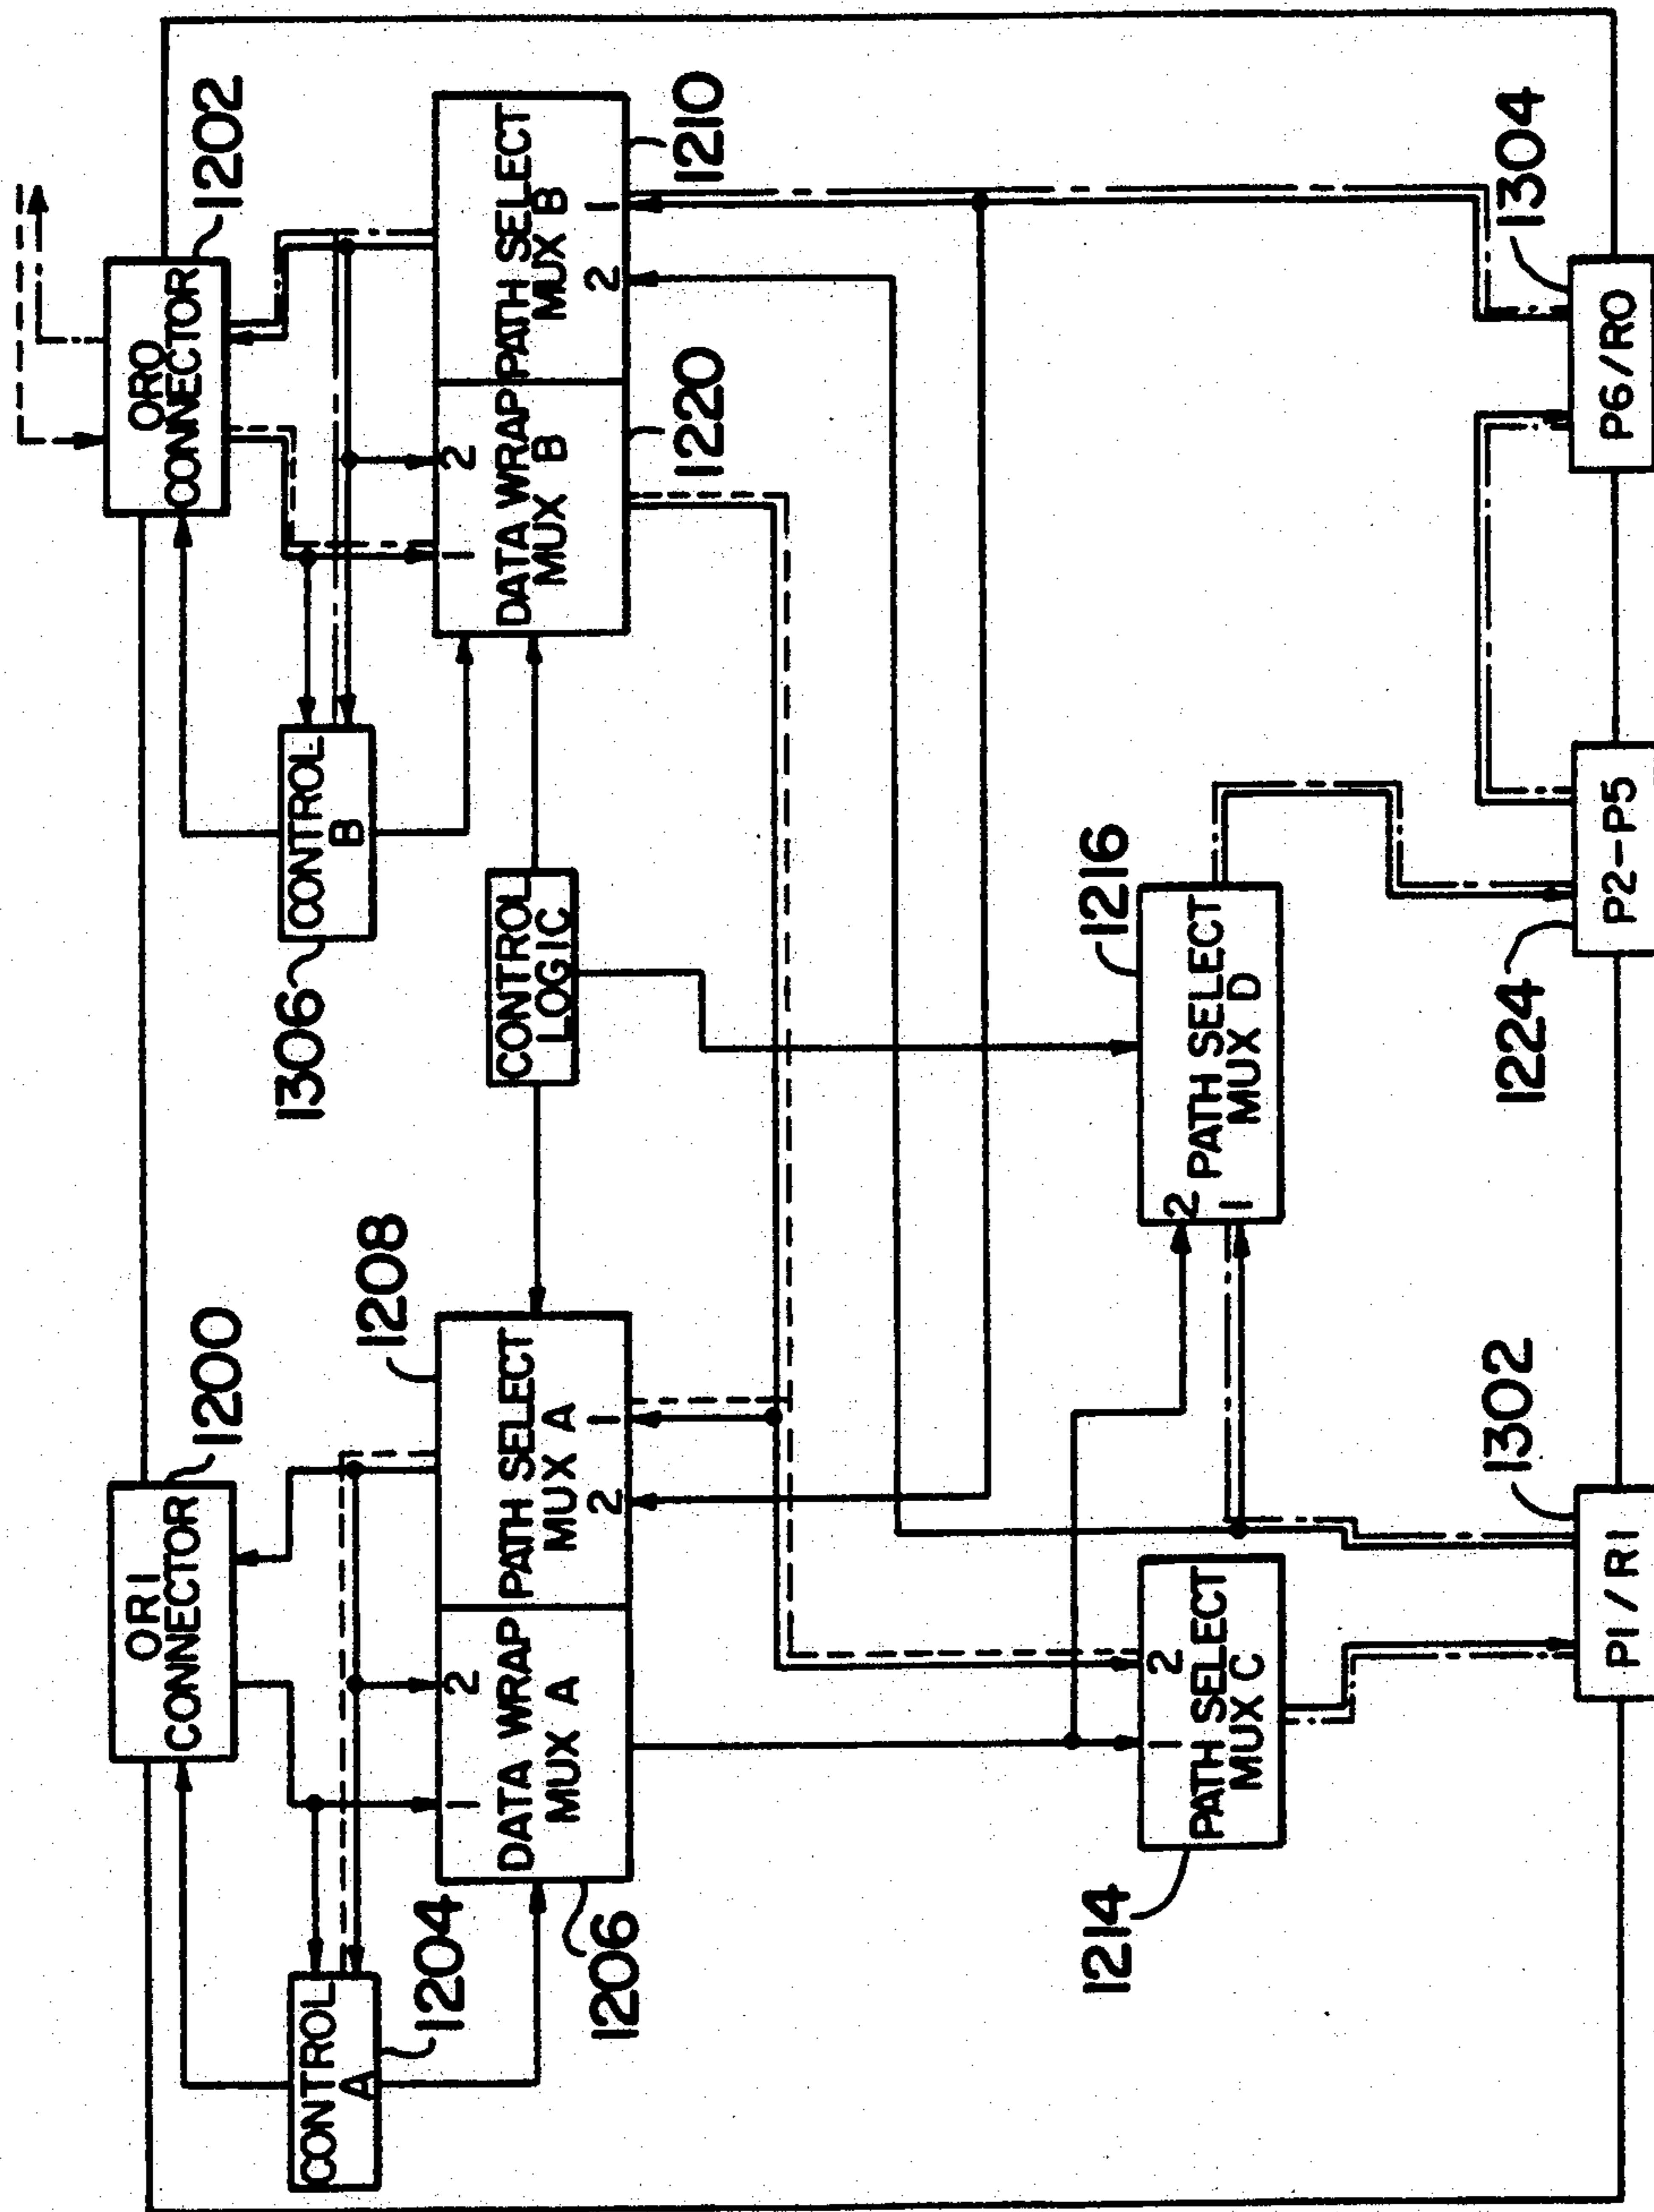 ORI
CONNECTOR
1200
ORO
CONNECTOR
1202
CONTROL
A
1204
CONTROL
B
1306
1
2
1208
1
2
DATA WRAP
MUX A
PATH SELECT
MUX A
2
1
CONTROL
LOGIC
DATA WRAP
MUX B
PATH SELECT
MUX B
2
1
1206
1220
1210
1214
1
2
PATH SELECT
MUX C
1216
2
1
PATH SELECT
MUX D
1302
1224
1304
P1/RI
P2-P5
P6/RO